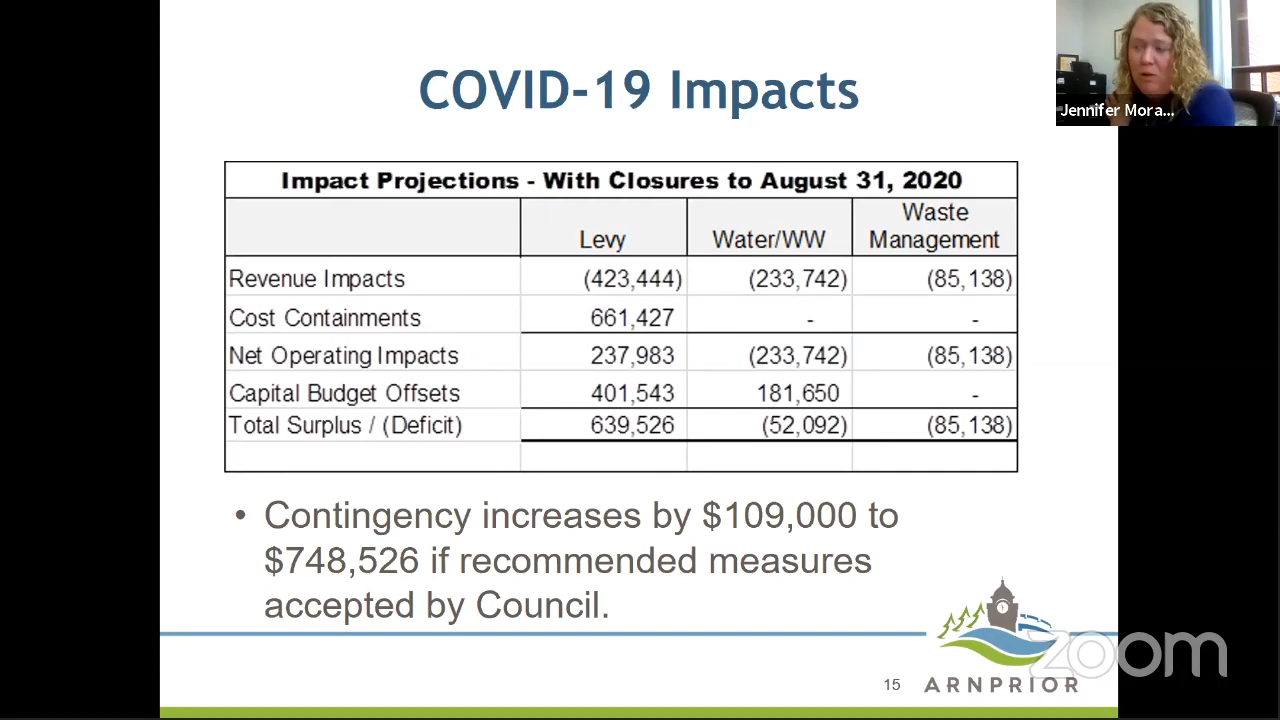 COVID-19 Impacts
Jennifer Mora...
Impact Projections - With Closures to August 31, 2020
Levy Water/WW Waste Management
Revenue Impacts (423,444) (233,742) (85,138)
Cost Containments 661,427 - -
Net Operating Impacts 237,983 (233,742) (85,138)
Capital Budget Offsets 401,543 181,650 -
Total Surplus / (Deficit) 639,526 (52,092) (85,138)
• Contingency increases by $109,000 to
$748,526 if recommended measures
accepted by Council.
zoom
15 ARNPRIOR